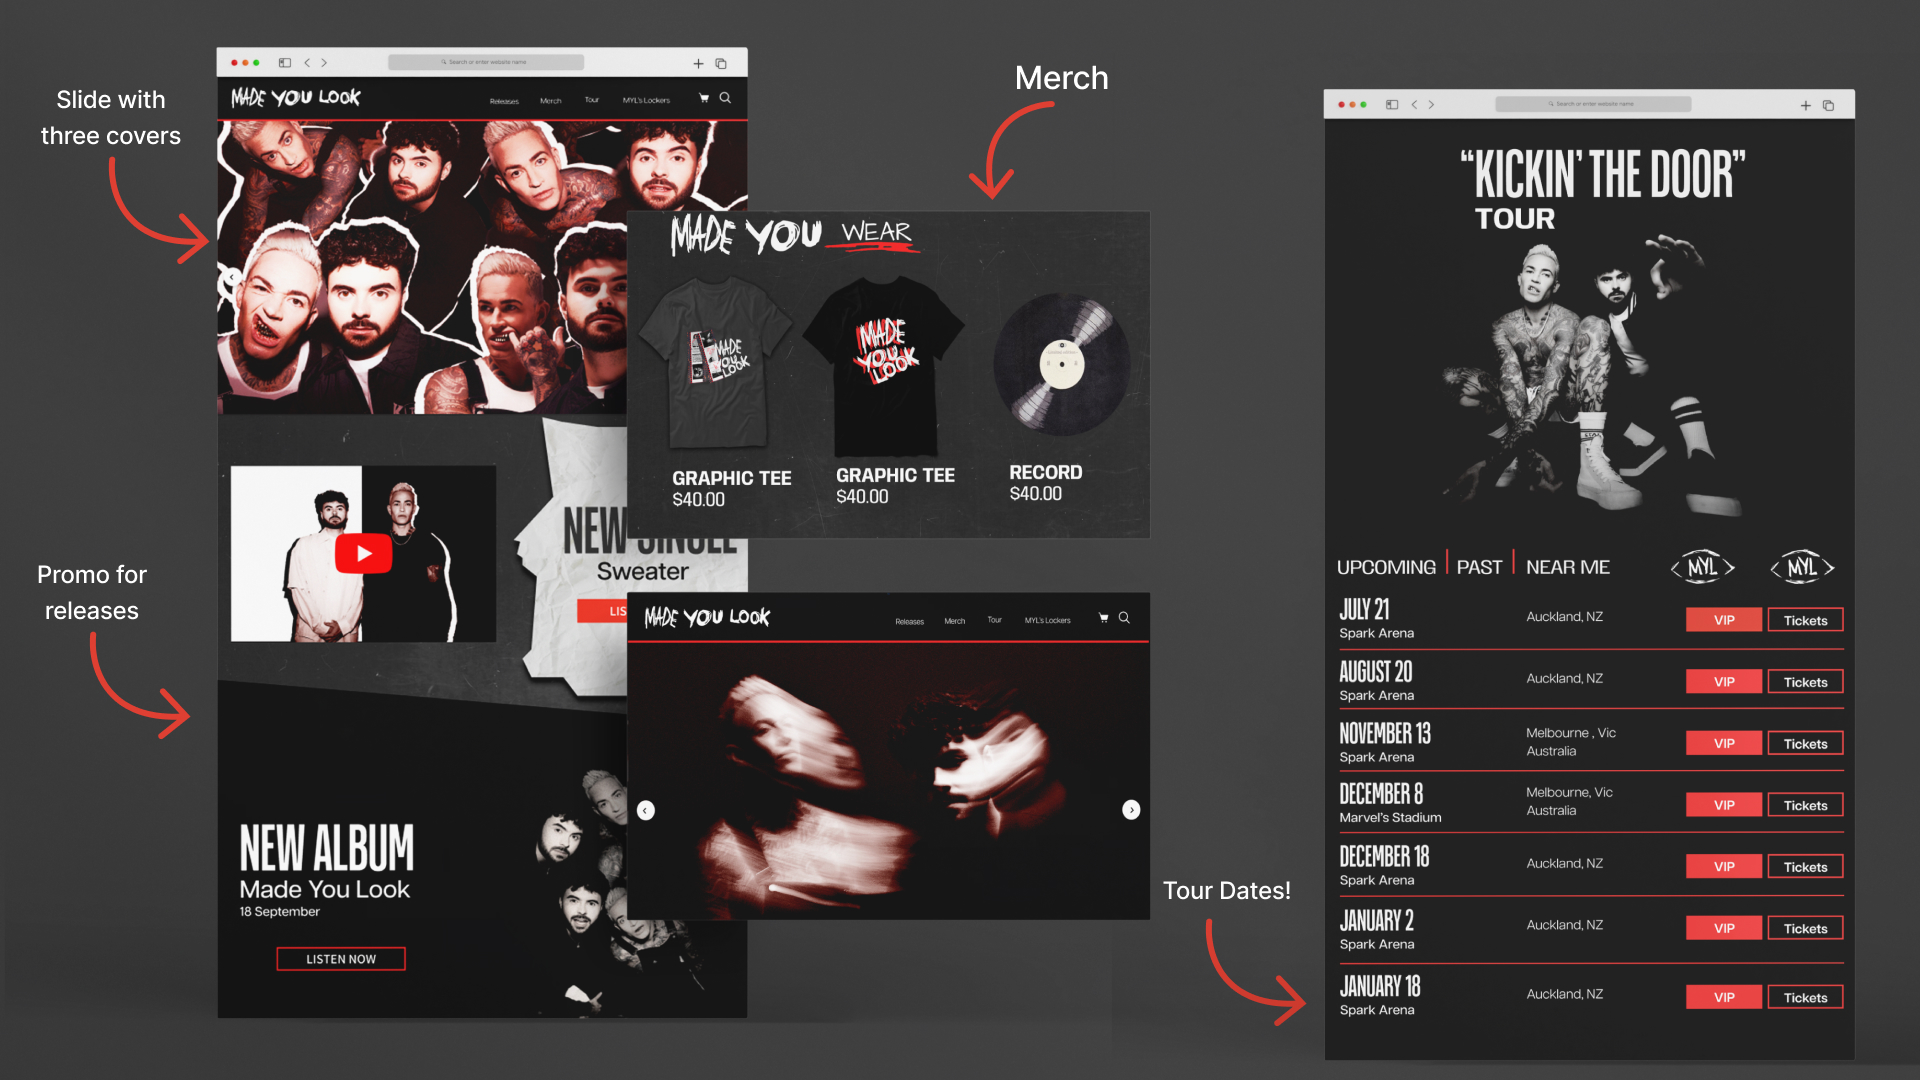 Slide with
three covers
Search or enter website name
MADE YOU LOOK
Releases
Merch
Tour
MYL's Lockers
NEW SINGLE
Sweater
LIS
Promo for
releases
NEW ALBUM
Made You Look
18 September
LISTEN NOW
Merch
MADE YOU WEAR
MADE
YOU
LOOK
MADE
YOU
LOOK
GRAPHIC TEE
$40.00
GRAPHIC TEE
$40.00
RECORD
$40.00
MADE YOU LOOK
Releases
Merch
Tour
MYL's Lockers
Tour Dates!
Search or enter website name
“KICKIN’ THE DOOR”
TOUR
UPCOMING
PAST
NEAR ME
MYL
MYL
JULY 21
Spark Arena
Auckland, NZ
VIP
Tickets
AUGUST 20
Spark Arena
Auckland, NZ
VIP
Tickets
NOVEMBER 13
Spark Arena
Melbourne , Vic
Australia
VIP
Tickets
DECEMBER 8
Marvel's Stadium
Melbourne, Vic
Australia
VIP
Tickets
DECEMBER 18
Spark Arena
Auckland, NZ
VIP
Tickets
JANUARY 2
Spark Arena
Auckland, NZ
VIP
Tickets
JANUARY 18
Spark Arena
Auckland, NZ
VIP
Tickets